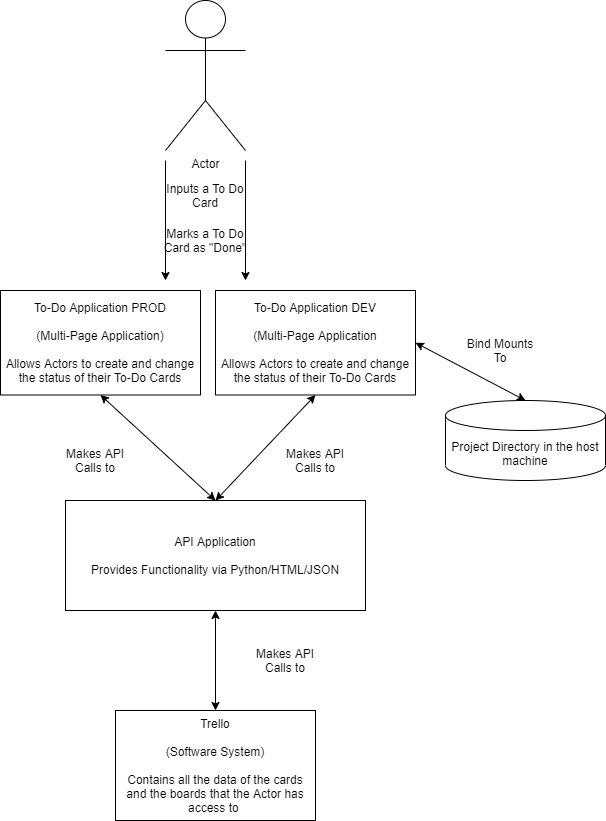 Actor
Inputs a To Do
Card
Marks a To Do
Card as "Done"
To-Do Application PROD
(Multi-Page Application)
Allows Actors to create and change
the status of their To-Do Cards
To-Do Application DEV
(Multi-Page Application
Allows Actors to create and change
the status of their To-Do Cards
Bind Mounts
To
Project Directory in the host
machine
Makes API
Calls to
Makes API
Calls to
API Application
Provides Functionality via Python/HTML/JSON
Makes API
Calls to
Trello
(Software System)
Contains all the data of the cards
and the boards that the Actor has
access to